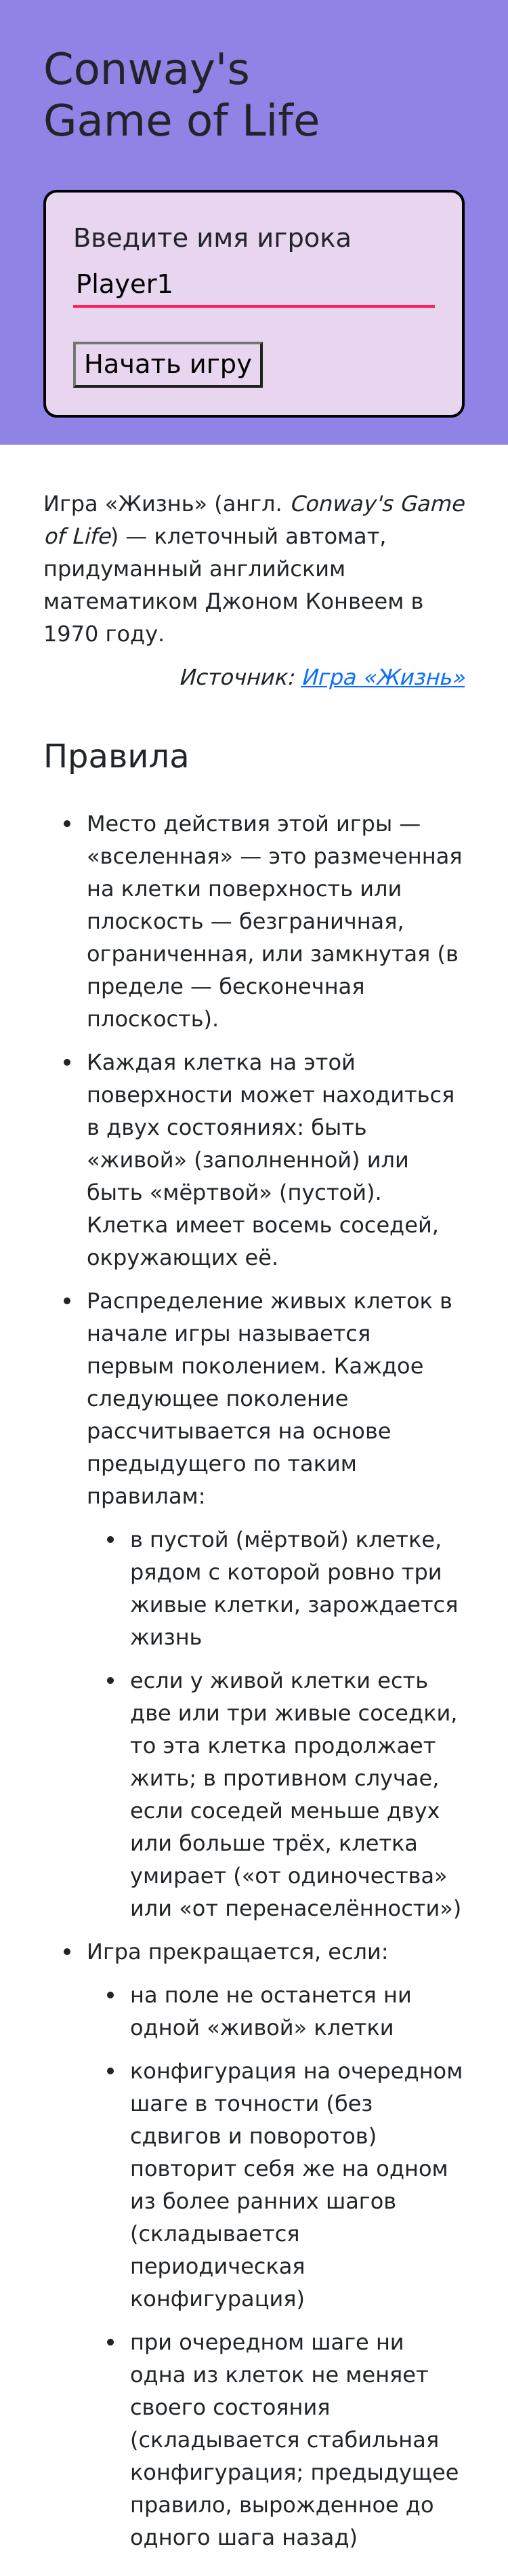 Conway's
Game of Life
Введите имя игрока
Player1
Начать игру
Игра «Жизнь» (англ. Conway's Game
of Life) — клеточный автомат,
придуманный английским
математиком Джоном Конвеем в
1970 году.
Источник: Игра «Жизнь»
Правила
• Место действия этой игры —
«вселенная» — это размеченная
на клетки поверхность или
плоскость — безграничная,
ограниченная, или замкнутая (в
пределе — бесконечная
плоскость).
• Каждая клетка на этой
поверхности может находиться
в двух состояниях: быть
«живой» (заполненной) или
быть «мёртвой» (пустой).
Клетка имеет восемь соседей,
окружающих её.
• Распределение живых клеток в
начале игры называется
первым поколением. Каждое
следующее поколение
рассчитывается на основе
предыдущего по таким
правилам:
• в пустой (мёртвой) клетке,
рядом с которой ровно три
живые клетки, зарождается
жизнь
• если у живой клетки есть
две или три живые соседки,
то эта клетка продолжает
жить; в противном случае,
если соседей меньше двух
или больше трёх, клетка
умирает («от одиночества»
или «от перенаселённости»)
• Игра прекращается, если:
• на поле не останется ни
одной «живой» клетки
• конфигурация на очередном
шаге в точности (без
сдвигов и поворотов)
повторит себя же на одном
из более ранних шагов
(складывается
периодическая
конфигурация)
• при очередном шаге ни
одна из клеток не меняет
своего состояния
(складывается стабильная
конфигурация; предыдущее
правило, вырожденное до
одного шага назад)